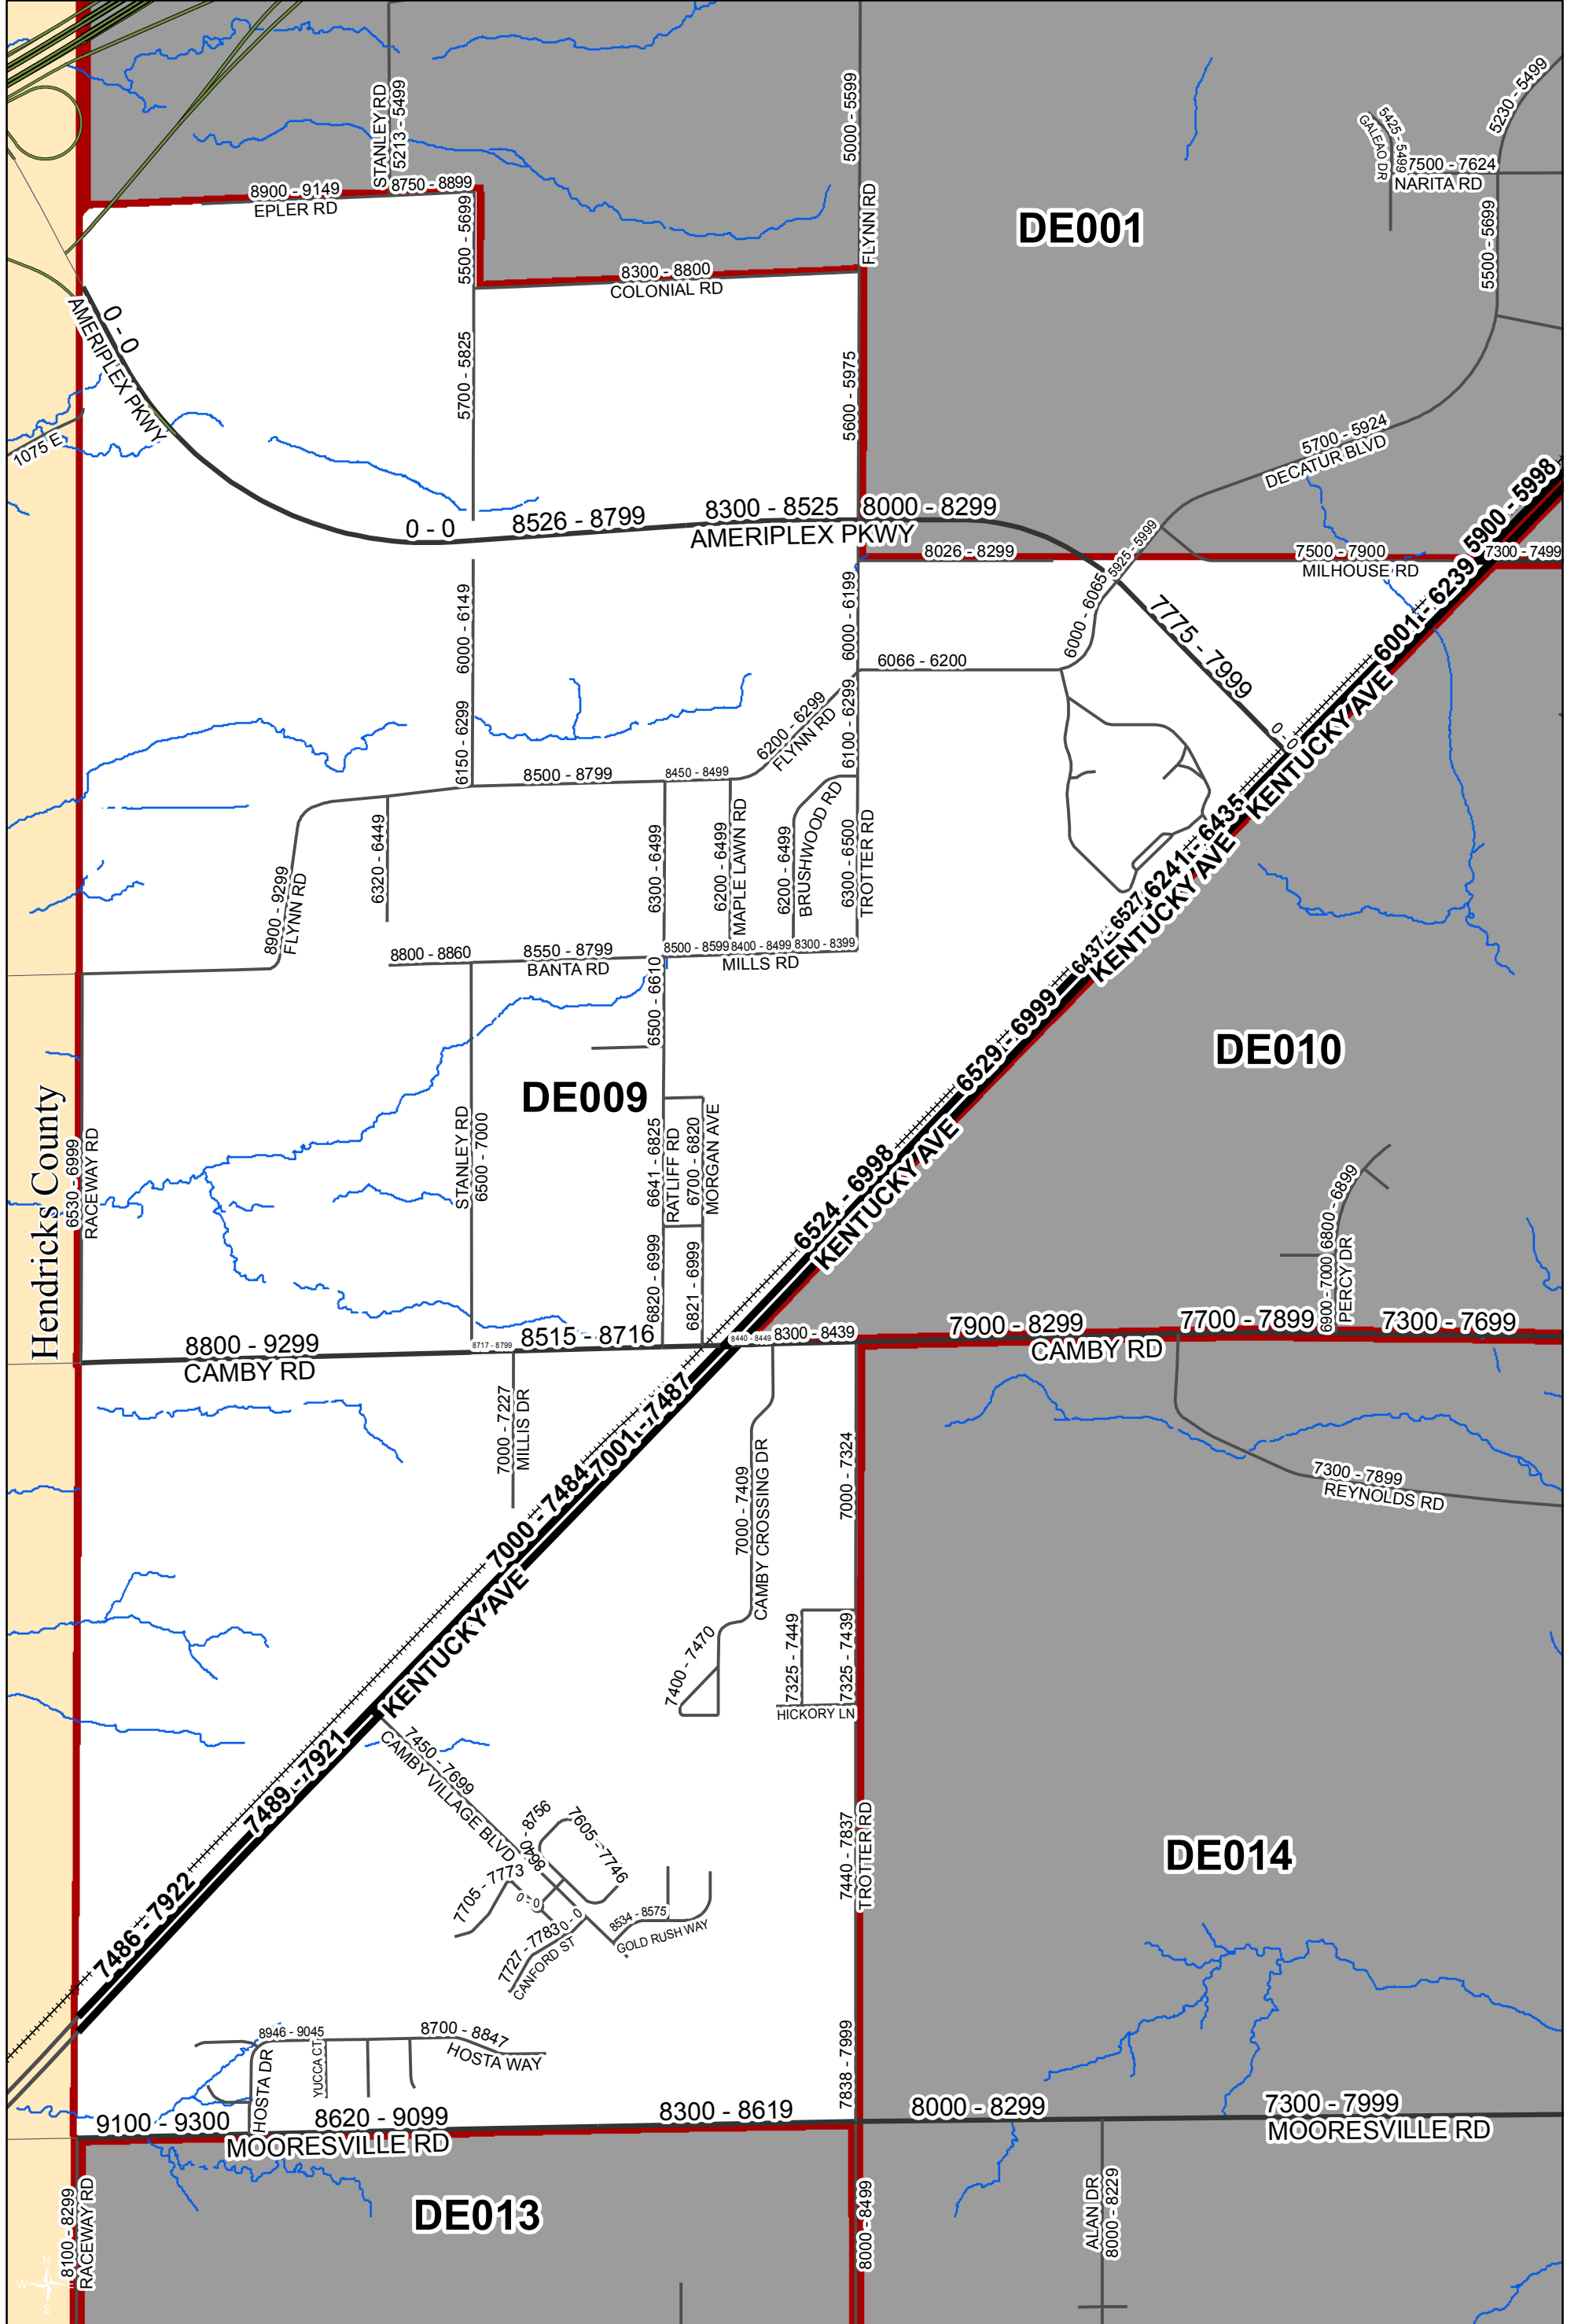 STANLEY RD
5213 - 5499
5000 - 5599
FLYNN RD
5230 - 5499
5425 - 5499
GALEAO DR
7500 - 7624
NARITA RD
5500 - 5699
8900 - 9149
EPLER RD
8750 - 8899
5500 - 5699
DE001
8300 - 8800
COLONIAL RD
0 - 0
AMERIPLEX PKWY
1075 E
5700 - 5825
5600 - 5975
5700 - 5924
DECATUR BLVD
0 - 0
8526 - 8799
8300 - 8525
8000 - 8299
AMERIPLEX PKWY
8026 - 8299
5925 - 5999
7500 - 7900
MILHOUSE RD
5900 - 5998
7300 - 7499
6001 - 6239
6000 - 6149
6000 - 6199
6000 - 6065
7775 - 7999
6066 - 6200
0 - 0
KENTUCKY AVE
6150 - 6299
6200 - 6299
FLYNN RD
6100 - 6299
8500 - 8799
8450 - 8499
6320 - 6449
6300 - 6499
6200 - 6499
MAPLE LAWN RD
6200 - 6499
BRUSHWOOD RD
6300 - 6500
TROTTER RD
6241 - 6435
KENTUCKY AVE
6437 - 6527
8900 - 9299
FLYNN RD
8800 - 8860
8550 - 8799
BANTA RD
8500 - 8599
8400 - 8499
8300 - 8399
MILLS RD
6500 - 6610
6529 - 6999
DE010
DE009
Hendricks County
6530 - 6999
RACEWAY RD
STANLEY RD
6500 - 7000
6641 - 6825
RATLIFF RD
6700 - 6820
MORGAN AVE
6524 - 6998
KENTUCKY AVE
6800 - 6899
6900 - 7000
PERCY DR
6820 - 6999
6821 - 6999
8800 - 9299
CAMBY RD
8717 - 8799
8515 - 8716
8440 - 8449
8300 - 8439
7900 - 8299
CAMBY RD
7700 - 7899
7300 - 7699
7000 - 7227
MILLIS DR
7001 - 7487
7000 - 7484
KENTUCKY AVE
7000 - 7409
CAMBY CROSSING DR
7000 - 7324
7300 - 7899
REYNOLDS RD
7400 - 7470
7325 - 7449
7325 - 7439
HICKORY LN
7489 - 7921
7450 - 7699
CAMBY VILLAGE BLVD
8640 - 8756
7605 - 7746
7440 - 7837
TROTTER RD
DE014
7705 - 7773
0 - 0
0 - 0
7727 - 7783
CANFORD ST
8534 - 8575
GOLD RUSH WAY
7486 - 7922
8946 - 9045
HOSTA DR
YUCCA CT
8700 - 8847
HOSTA WAY
7838 - 7999
9100 - 9300
8620 - 9099
MOORESVILLE RD
8300 - 8619
8000 - 8299
7300 - 7999
MOORESVILLE RD
8100 - 8299
RACEWAY RD
DE013
8000 - 8499
ALAN DR
8000 - 8229
N
W
S